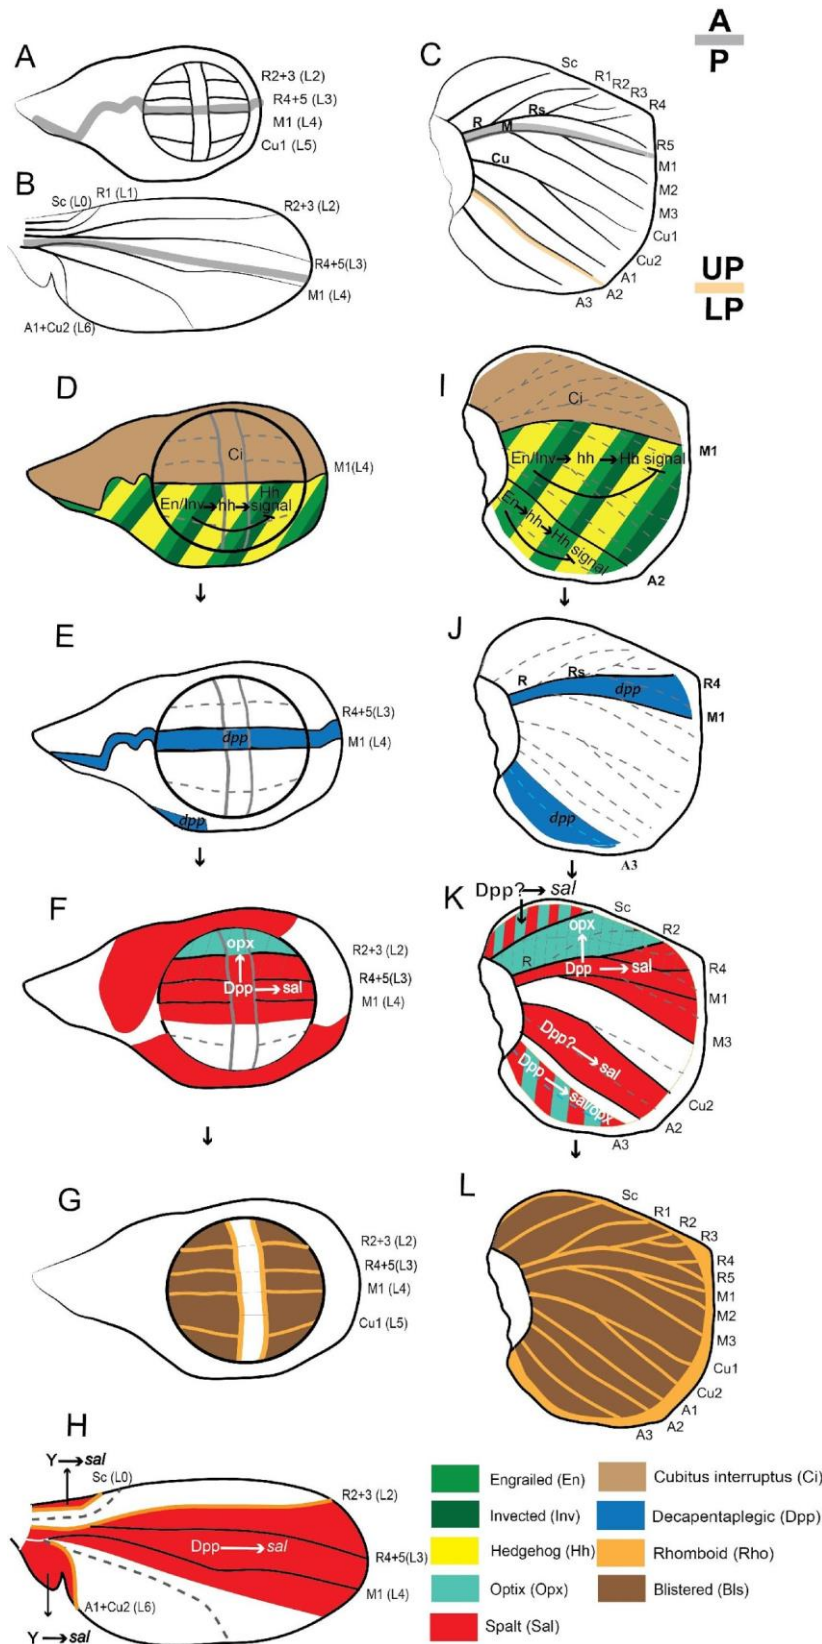 A
P
A
R2+3 (L2)
R4+5 (L3)
M1 (L4)
Cu1 (L5)
B
Sc (L0)
R1 (L1)
R2+3 (L2)
R4+5(L3)
M1 (L4)
A1+Cu2 (L6)
C
Sc
R1
R2
R3
R4
Rs
R
M
R5
M1
Cu
M2
M3
Cu1
Cu2
A1
A2
A3
UP
LP
D
Ci
M1(L4)
En/Inv→hh→Hh signal
I
Ci
M1
En/Inv→hh→Hh signal
En→hh→Hh signal
A2
E
R4+5(L3)
dpp
M1 (L4)
dpp
J
R
Rs
R4
dpp
M1
dpp
A3
F
opx
R2+3 (L2)
R4+5(L3)
Dpp→sal
M1 (L4)
K
Dpp?→sal
Sc
opx
R2
R
Dpp→sal
R4
M1
M3
Dpp?→sal
Dpp→sal/opx
Cu2
A2
A3
G
R2+3 (L2)
R4+5(L3)
M1 (L4)
Cu1 (L5)
L
Sc
R1
R2
R3
R4
R5
M1
M2
M3
Cu1
Cu2
A1
A2
A3
H
Y→sal
Sc (L0)
R2+3 (L2)
Dpp→sal
R4+5(L3)
M1 (L4)
A1+Cu2 (L6)
Y→sal
Engrailed (En)
Invected (Inv)
Hedgehog (Hh)
Optix (Opx)
Spalt (Sal)
Cubitus interruptus (Ci)
Decapentaplegic (Dpp)
Rhomboid (Rho)
Blistered (Bls)